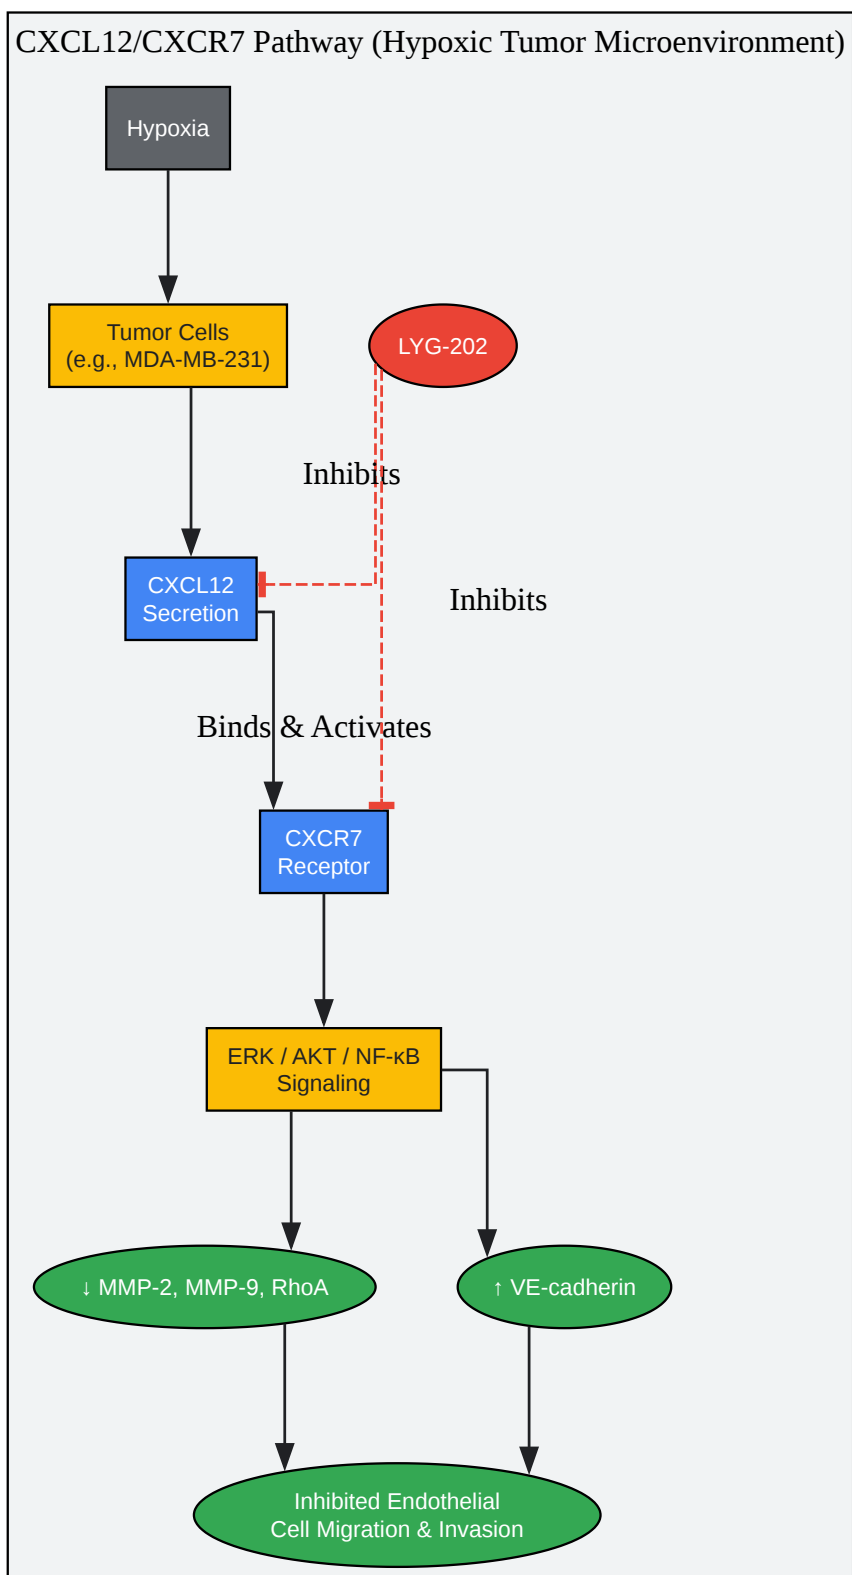 CXCL12/CXCR7 Pathway (Hypoxic Tumor Microenvironment)
Hypoxia
Tumor Cells
(e.g., MDA-MB-231)
LYG-202
Inhibits
CXCL12
Secretion
Inhibits
Binds & Activates
CXCR7
Receptor
ERK / AKT / NF-κB
Signaling
↓ MMP-2, MMP-9, RhoA
↑ VE-cadherin
Inhibited Endothelial
Cell Migration & Invasion